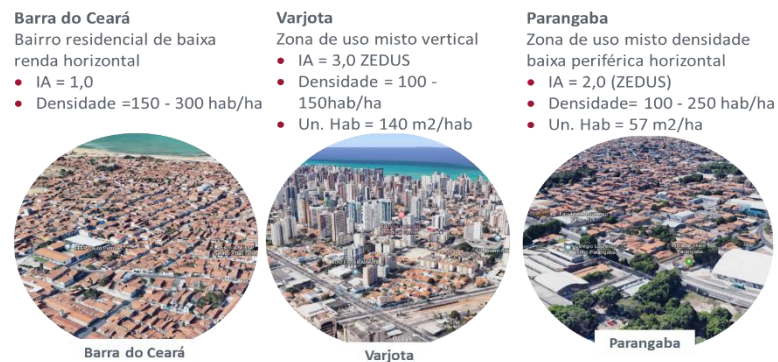 Barra do Ceará
Bairro residencial de baixa
renda horizontal
• IA = 1,0
• Densidade =150 - 300 hab/ha
Varjota
Zona de uso misto vertical
• IA = 3,0 ZEDUS
• Densidade = 100 -
150hab/ha
• Un. Hab = 140 m2/hab
Parangaba
Zona de uso misto densidade
baixa periférica horizontal
• IA = 2,0 (ZEDUS)
• Densidade= 100 - 250 hab/ha
• Un. Hab = 57 m2/ha
Barra do Ceará
Varjota
Parangaba